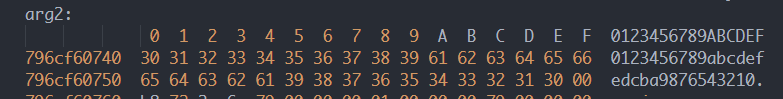 arg2:
0 1 2 3 4 5 6 7 8 9 A B C D E F 0123456789ABCDEF
796cf60740 30 31 32 33 34 35 36 37 38 39 61 62 63 64 65 66 0123456789abcdef
796cf60750 65 64 63 62 61 39 38 37 36 35 34 33 32 31 30 00 edcba9876543210.